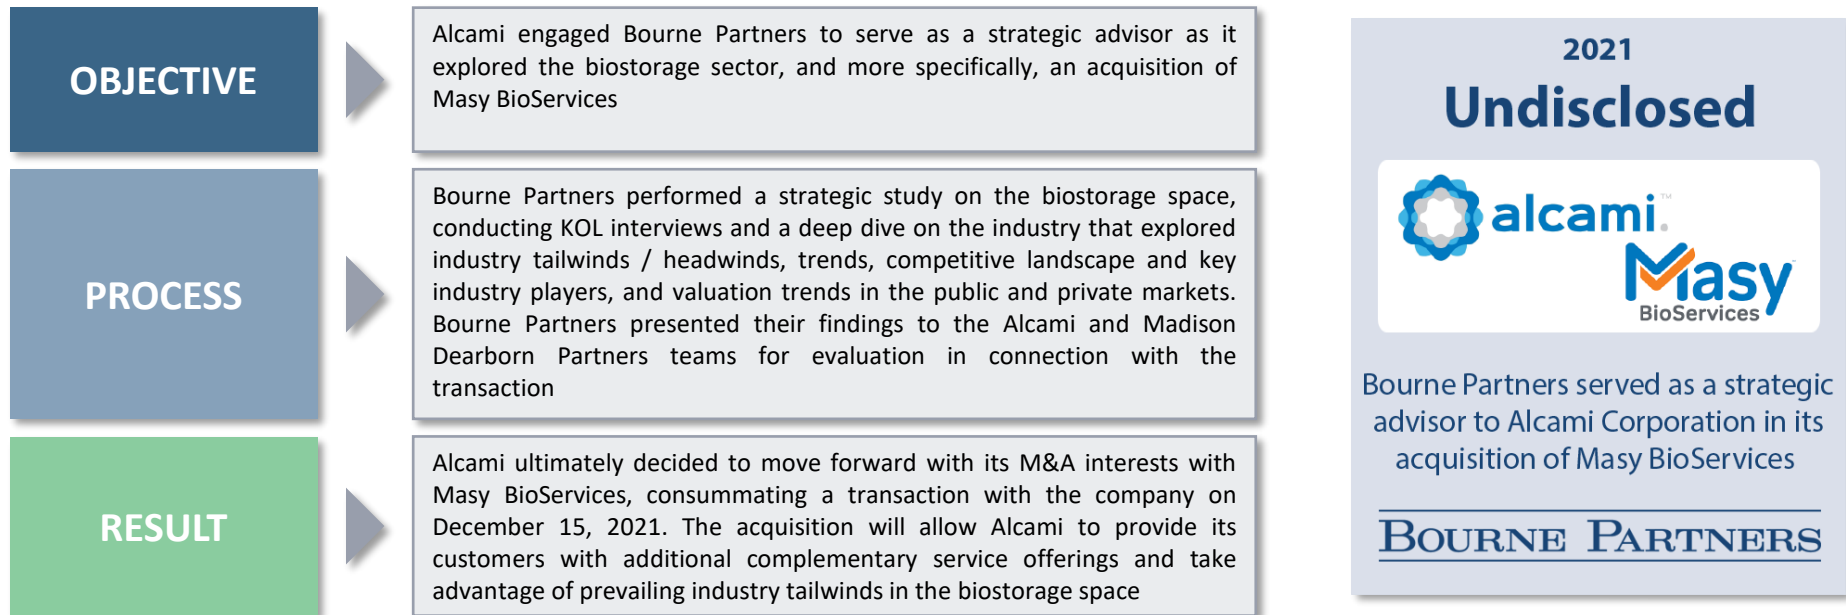 OBJECTIVE
Alcami engaged Bourne Partners to serve as a strategic advisor as it
explored the biostorage sector, and more specifically, an acquisition of
Masy BioServices
PROCESS
Bourne Partners performed a strategic study on the biostorage space,
conducting KOL interviews and a deep dive on the industry that explored
industry tailwinds / headwinds, trends, competitive landscape and key
industry players, and valuation trends in the public and private markets.
Bourne Partners presented their findings to the Alcami and Madison
Dearborn Partners teams for evaluation in connection with the
transaction
RESULT
Alcami ultimately decided to move forward with its M&A interests with
Masy BioServices, consummating a transaction with the company on
December 15, 2021. The acquisition will allow Alcami to provide its
customers with additional complementary service offerings and take
advantage of prevailing industry tailwinds in the biostorage space
2021
Undisclosed
alcami.™
Masy
BioServices
Bourne Partners served as a strategic
advisor to Alcami Corporation in its
acquisition of Masy BioServices
BOURNE PARTNERS